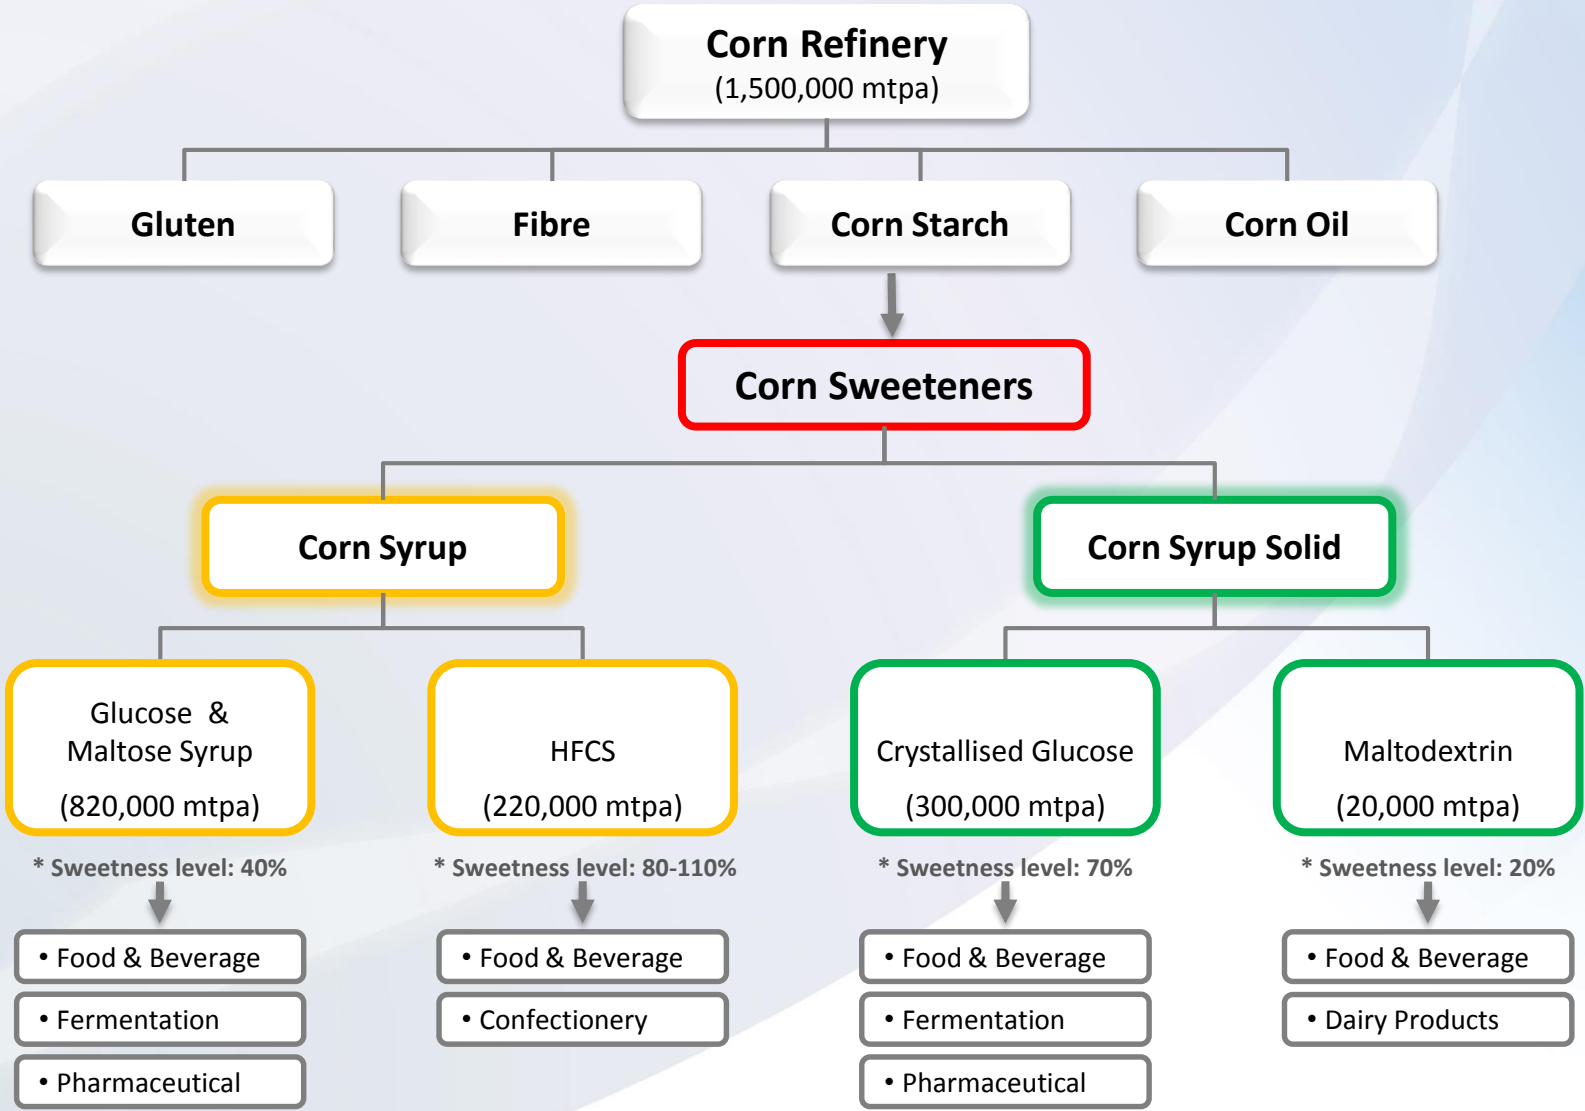 Corn Refinery
(1,500,000 mtpa)
Gluten
Fibre
Corn Starch
Corn Oil
Corn Sweeteners
Corn Syrup
Corn Syrup Solid
Glucose &
Maltose Syrup
(820,000 mtpa)
HFCS
(220,000 mtpa)
Crystallised Glucose
(300,000 mtpa)
Maltodextrin
(20,000 mtpa)
* Sweetness level: 40%
* Sweetness level: 80-110%
* Sweetness level: 70%
* Sweetness level: 20%
• Food & Beverage
• Fermentation
• Pharmaceutical
• Food & Beverage
• Confectionery
• Food & Beverage
• Fermentation
• Pharmaceutical
• Food & Beverage
• Dairy Products